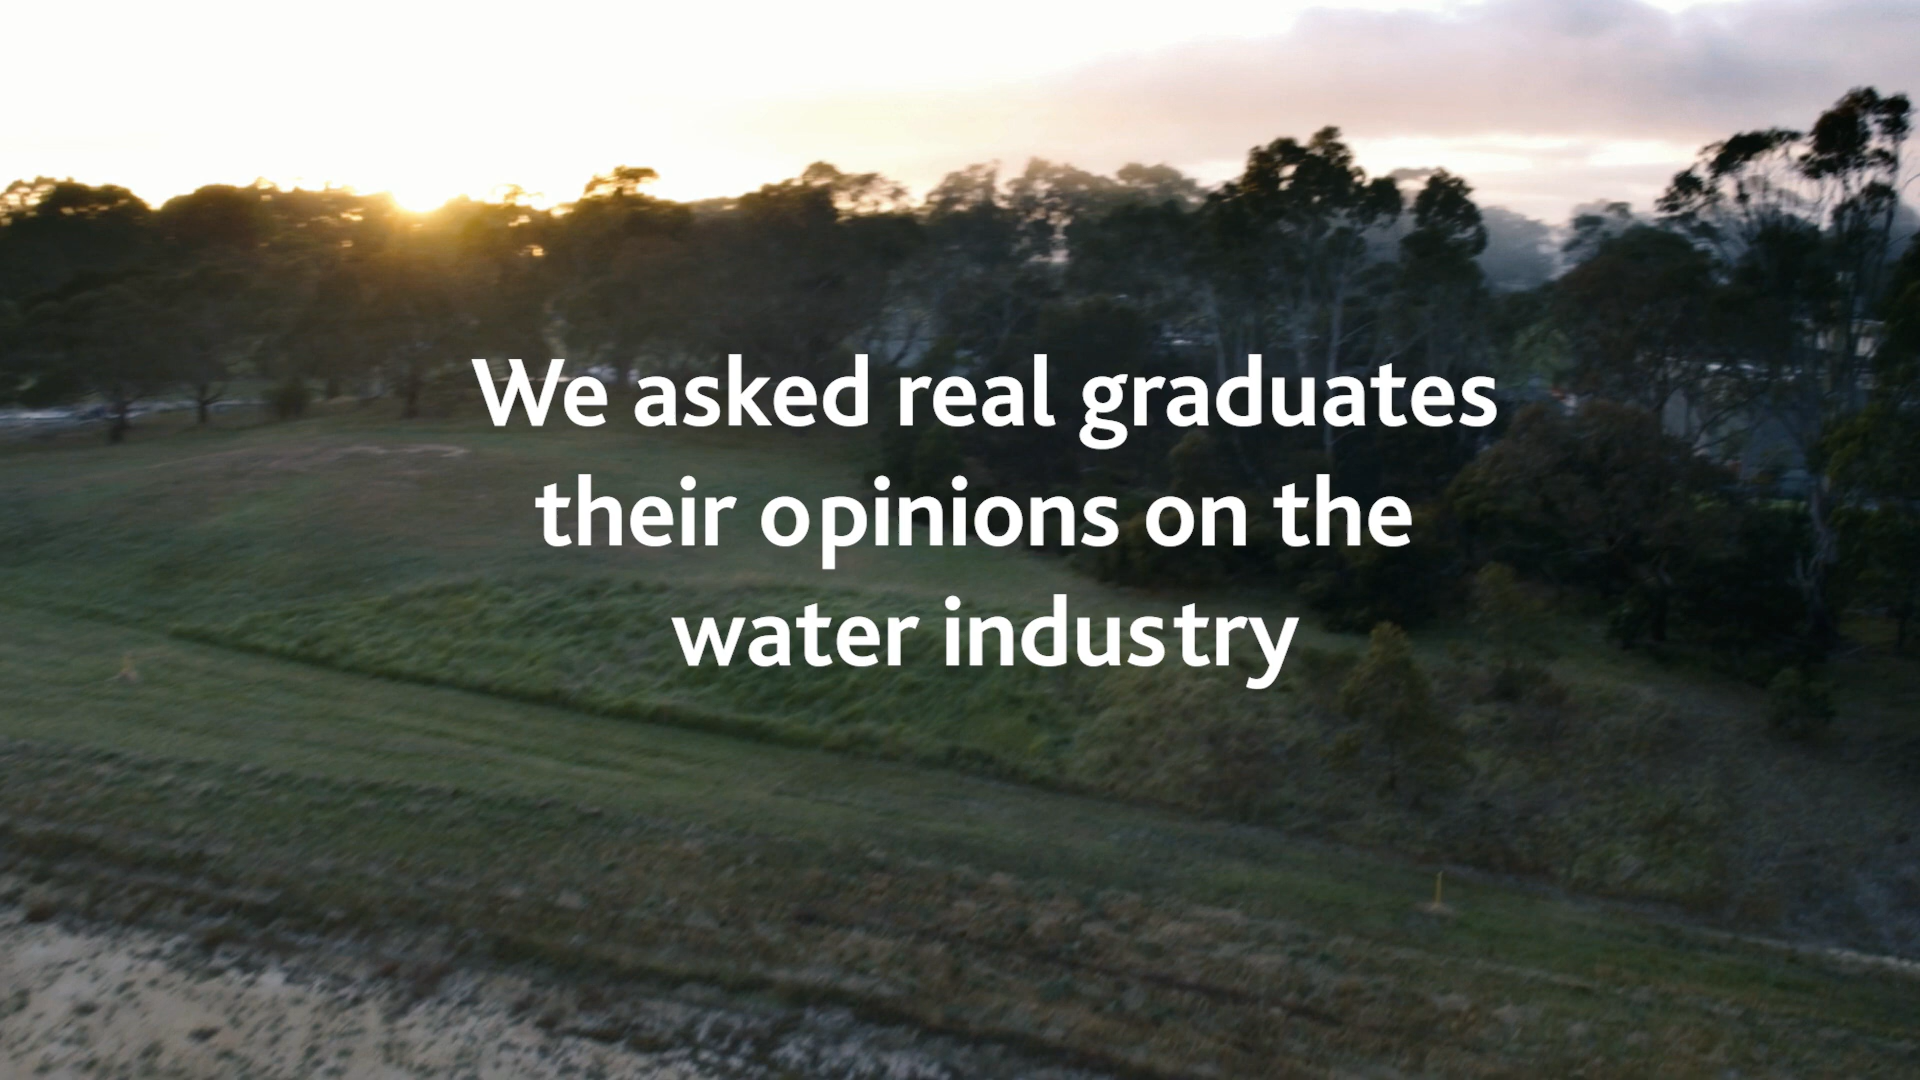 We asked real graduates
their opinions on the
water industry